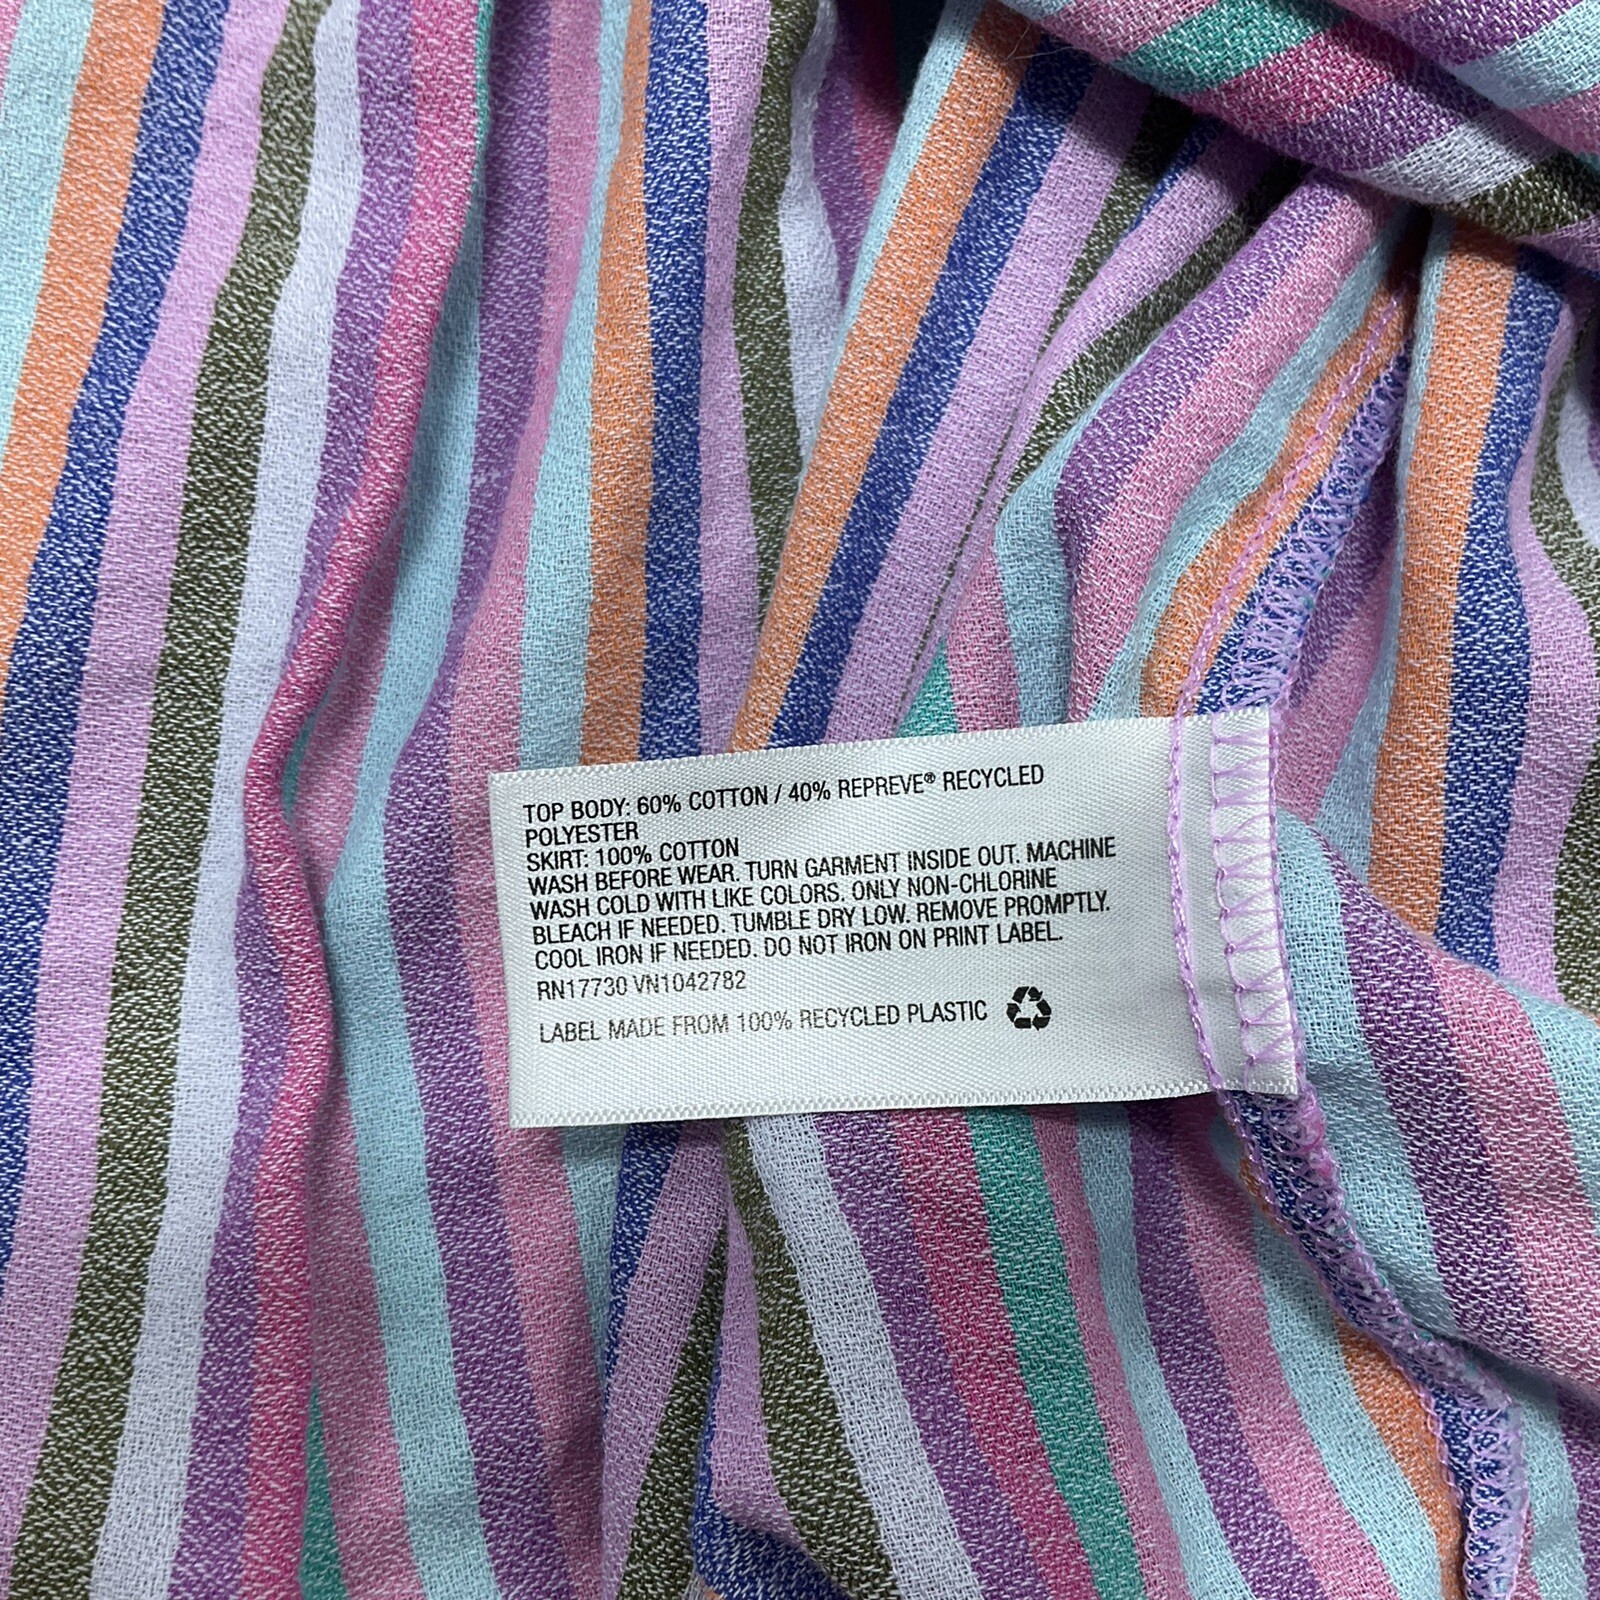 TOP BODY: 60% COTTON / 40% REPREVE® RECYCLED
POLYESTER
SKIRT: 100% COTTON
WASH BEFORE WEAR. TURN GARMENT INSIDE OUT. MACHINE
WASH COLD WITH LIKE COLORS. ONLY NON-CHLORINE
BLEACH IF NEEDED. TUMBLE DRY LOW. REMOVE PROMPTLY.
COOL IRON IF NEEDED. DO NOT IRON ON PRINT LABEL.
RN17730 VN1042782
LABEL MADE FROM 100% RECYCLED PLASTIC